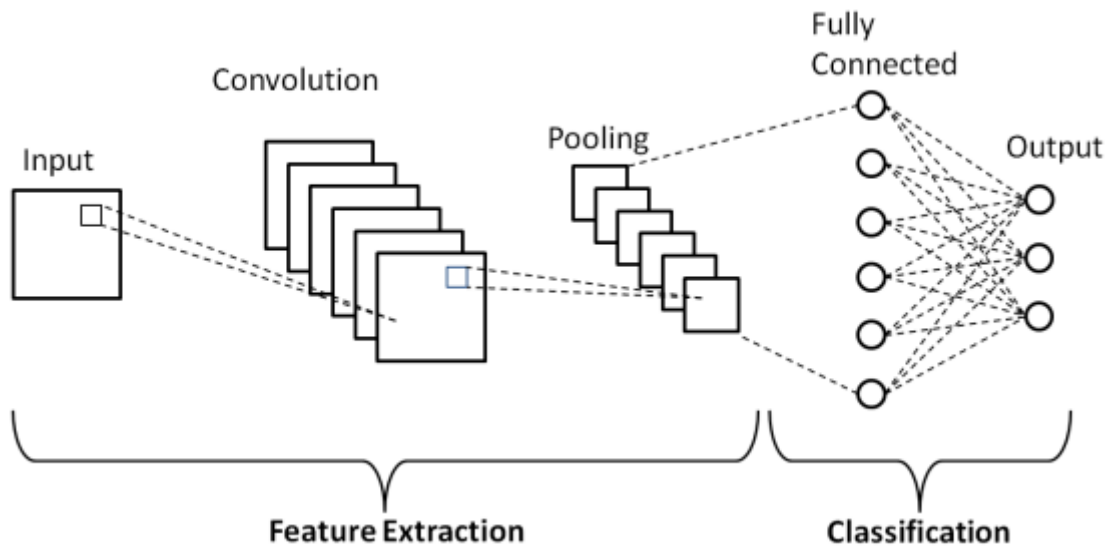 Input
Convolution
Pooling
Fully
Connected
Output
Feature Extraction
Classification